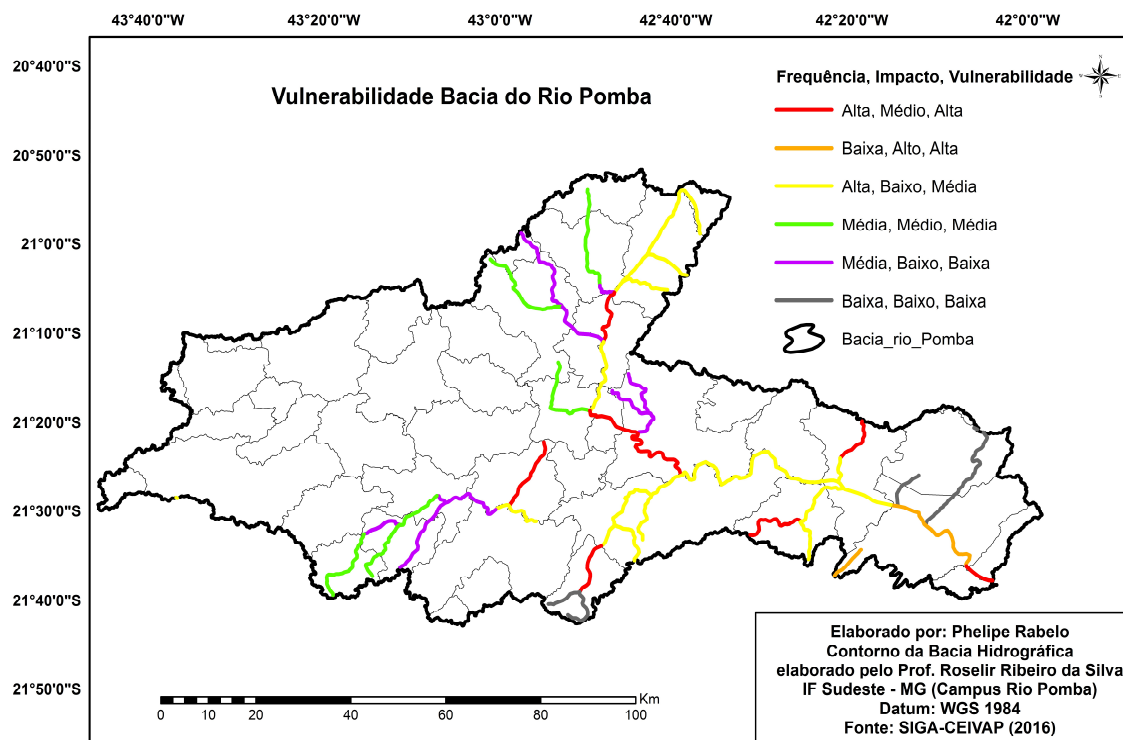 43°40'0"W 43°20'0"W 43°0'0"W 42°40'0"W 42°20'0"W 42°0'0"W
20°40'0"S
20°50'0"S
21°0'0"S
21°10'0"S
21°20'0"S
21°30'0"S
21°40'0"S
21°50'0"S
Vulnerabilidade Bacia do Rio Pomba
Frequência, Impacto, Vulnerabilidade
Alta, Médio, Alta
Baixa, Alto, Alta
Alta, Baixo, Média
Média, Médio, Média
Média, Baixo, Baixa
Baixa, Baixo, Baixa
Bacia_rio_Pomba
Km
0 10 20 40 60 80 100
Elaborado por: Phelipe Rabelo
Contorno da Bacia Hidrográfica
elaborado pelo Prof. Roselir Ribeiro da Silva
IF Sudeste - MG (Campus Rio Pomba)
Datum: WGS 1984
Fonte: SIGA-CEIVAP (2016)